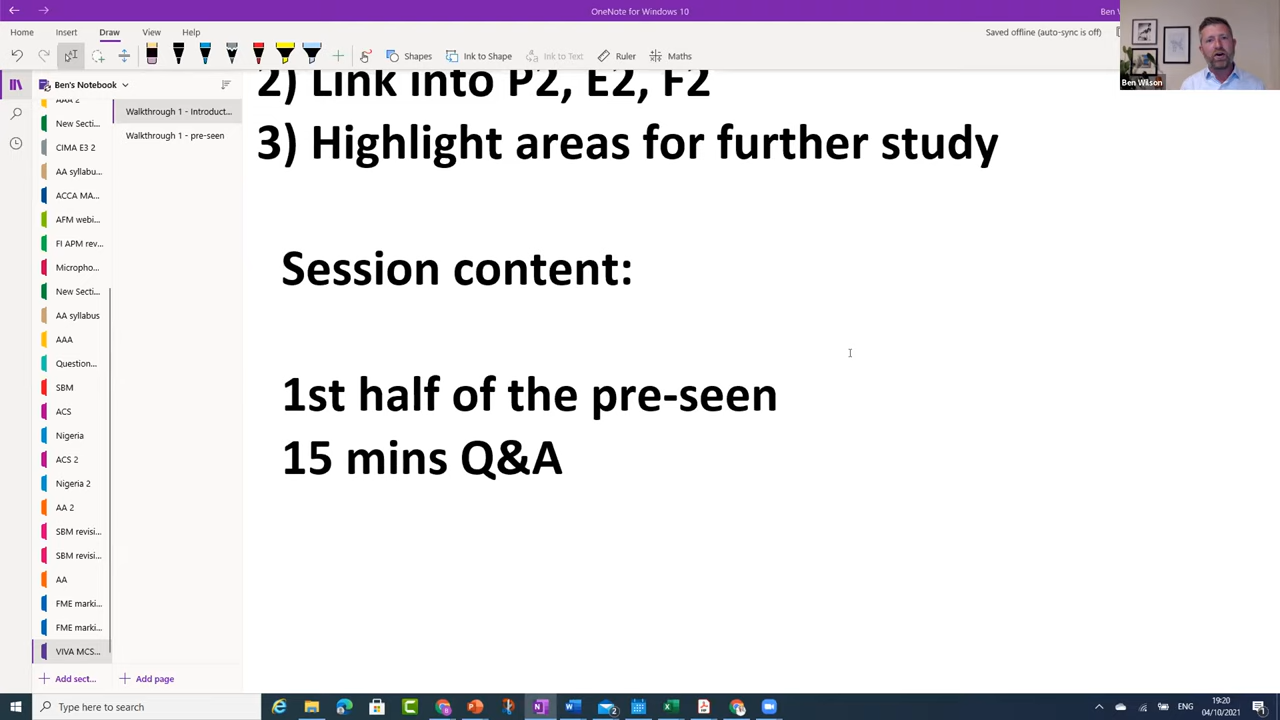 OneNote for Windows 10
Ben W
Home
Insert
Draw
View
Help
Saved offline (auto-sync is off)
Shapes
Ink to Shape
Ink to Text
Ruler
Maths
Ben Wilson
Ben's Notebook
AAA 2
New Secti...
CIMA E3 2
AA syllabu...
ACCA MA...
AFM webi...
FI APM rev...
Micropho...
New Secti...
AA syllabus
AAA
Question...
SBM
ACS
Nigeria
ACS 2
Nigeria 2
AA 2
SBM revisi...
SBM revisi...
AA
FME marki...
FME marki...
VIVA MCS...
Add sect...
Walkthrough 1 - Introduct...
Walkthrough 1 - pre-seen
Add page
2) Link into P2, E2, F2
3) Highlight areas for further study
Session content:
1st half of the pre-seen
15 mins Q&A
Type here to search
ENG
19:20
04/10/2021